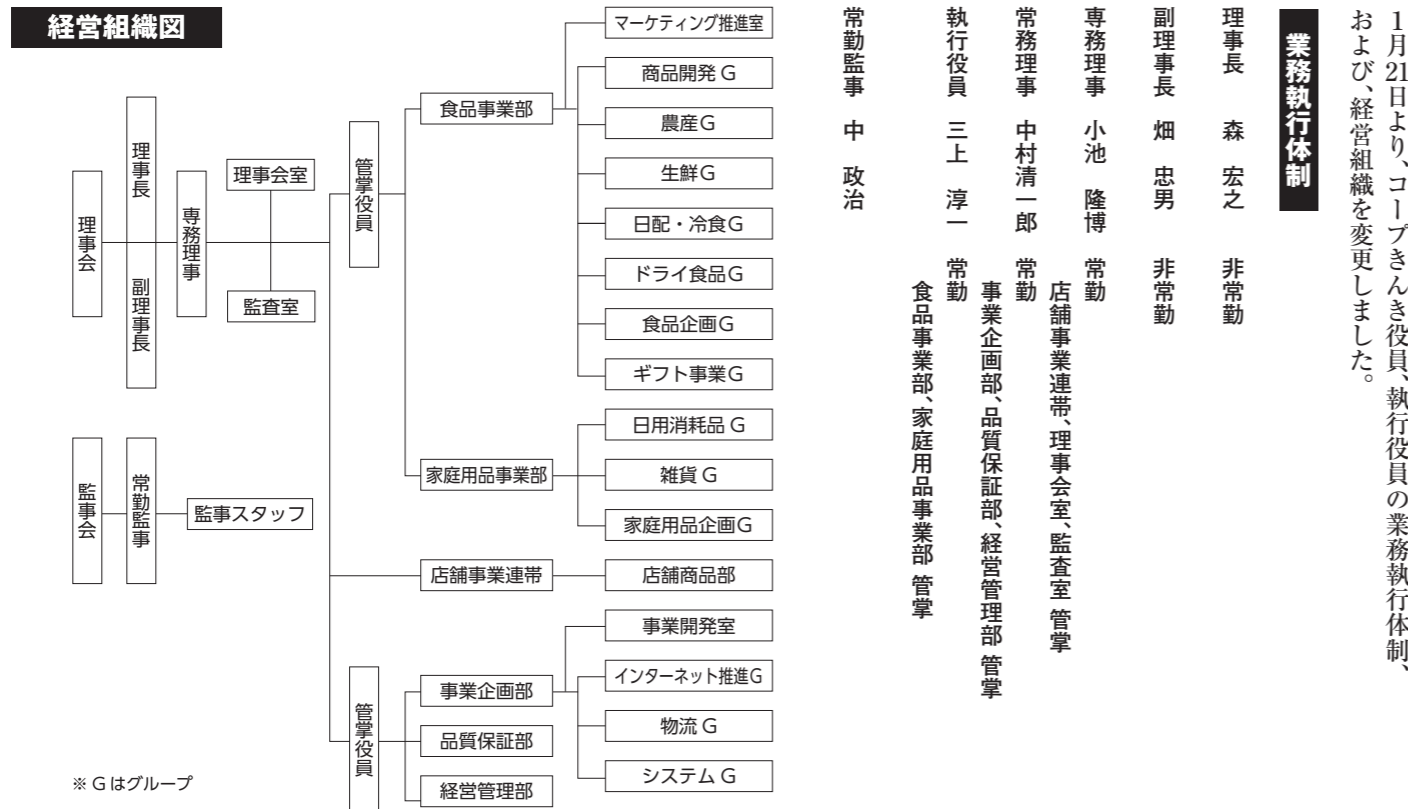 1月21日より、コープきんき役員、執行役員の業務執行体制、
および、経営組織を変更しました。
業務執行体制
理事長 森 宏之 非常勤
副理事長 畑 忠男 非常勤
専務理事 小池 隆博 常勤
店舗事業連帯、理事会室、監査室 管掌
常務理事 中村清一郎 常勤
事業企画部、品質保証部、経営管理部 管掌
執行役員 三上 淳一 常勤
食品事業部、家庭用品事業部 管掌
常勤監事 中 政治
経営組織図
理事会
理事長
副理事長
専務理事
理事会室
監査室
監事会
常勤監事
監事スタッフ
管掌役員
食品事業部
マーケティング推進室
商品開発 G
農産G
生鮮G
日配・冷食G
ドライ食品G
食品企画G
ギフト事業G
家庭用品事業部
日用消耗品 G
雑貨 G
家庭用品企画G
店舗事業連帯
店舗商品部
管掌役員
事業企画部
事業開発室
インターネット推進G
物流 G
システム G
品質保証部
経営管理部
※ G はグループ